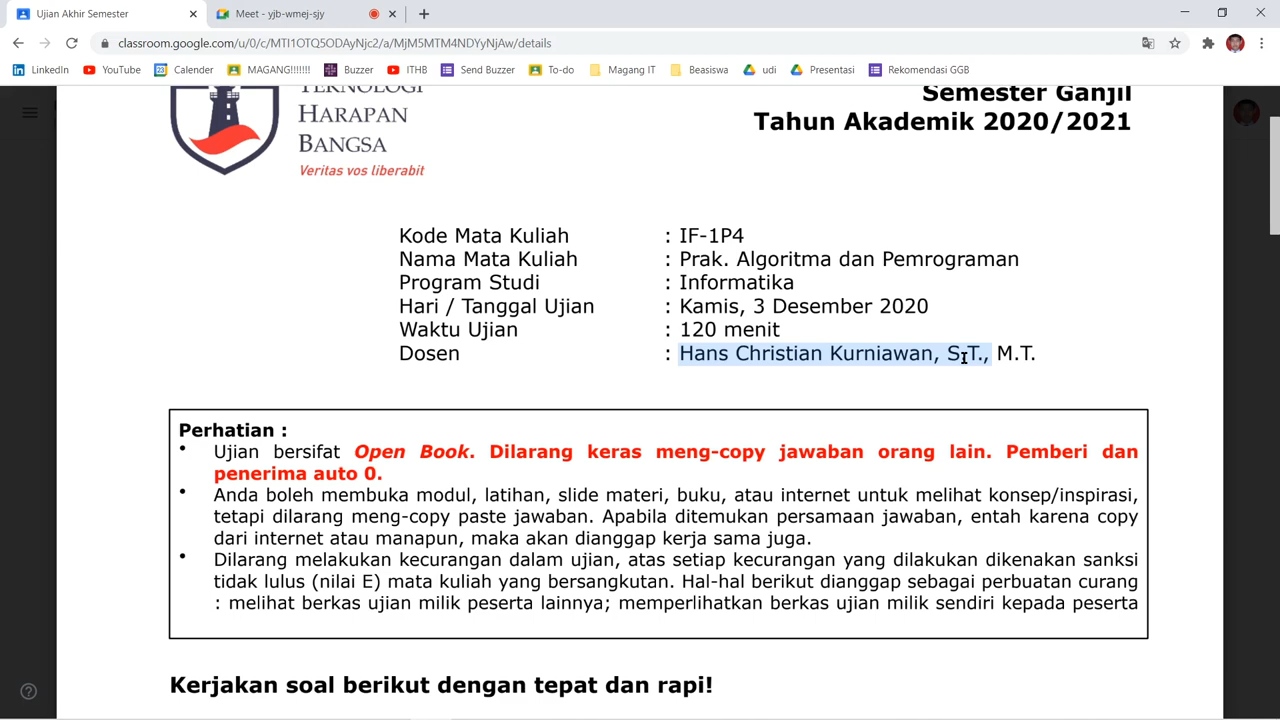 Ujian Akhir Semester
Meet - yjb-wmej-sjy
classroom.google.com/u/0/c/MTI1OTQ5ODAyNjc2/a/MjM5MTM4NDYyNjAw/details
LinkedIn YouTube Calender MAGANG!!!!!!! Buzzer ITHB Send Buzzer To-do Magang IT Beasiswa udi Presentasi Rekomendasi GGB
TEKNOLOGI
HARAPAN
BANGSA
Veritas vos liberabit
Semester Ganjil
Tahun Akademik 2020/2021
Kode Mata Kuliah : IF-1P4
Nama Mata Kuliah : Prak. Algoritma dan Pemrograman
Program Studi : Informatika
Hari / Tanggal Ujian : Kamis, 3 Desember 2020
Waktu Ujian : 120 menit
Dosen : Hans Christian Kurniawan, S.T., M.T.
Perhatian :
• Ujian bersifat Open Book. Dilarang keras meng-copy jawaban orang lain. Pemberi dan
penerima auto 0.
• Anda boleh membuka modul, latihan, slide materi, buku, atau internet untuk melihat konsep/inspirasi,
tetapi dilarang meng-copy paste jawaban. Apabila ditemukan persamaan jawaban, entah karena copy
dari internet atau manapun, maka akan dianggap kerja sama juga.
• Dilarang melakukan kecurangan dalam ujian, atas setiap kecurangan yang dilakukan dikenakan sanksi
tidak lulus (nilai E) mata kuliah yang bersangkutan. Hal-hal berikut dianggap sebagai perbuatan curang
: melihat berkas ujian milik peserta lainnya; memperlihatkan berkas ujian milik sendiri kepada peserta
Kerjakan soal berikut dengan tepat dan rapi!